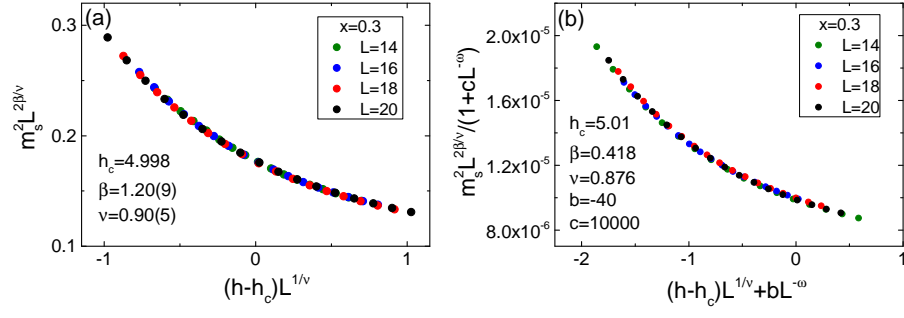 (a)
x=0.3
L=14
L=16
L=18
L=20
0.3
0.2
0.1
m_s^2L^{2β/ν}
h_c=4.998
β=1.20(9)
ν=0.90(5)
-1
0
1
(h-h_c)L^{1/ν}
(b)
x=0.3
L=14
L=16
L=18
L=20
2.0x10^{-5}
1.6x10^{-5}
1.2x10^{-5}
8.0x10^{-6}
m_s^2L^{2β/ν}/(1+cL^{-ω})
h_c=5.01
β=0.418
ν=0.876
b=-40
c=10000
-2
-1
0
1
(h-h_c)L^{1/ν}+bL^{-ω}